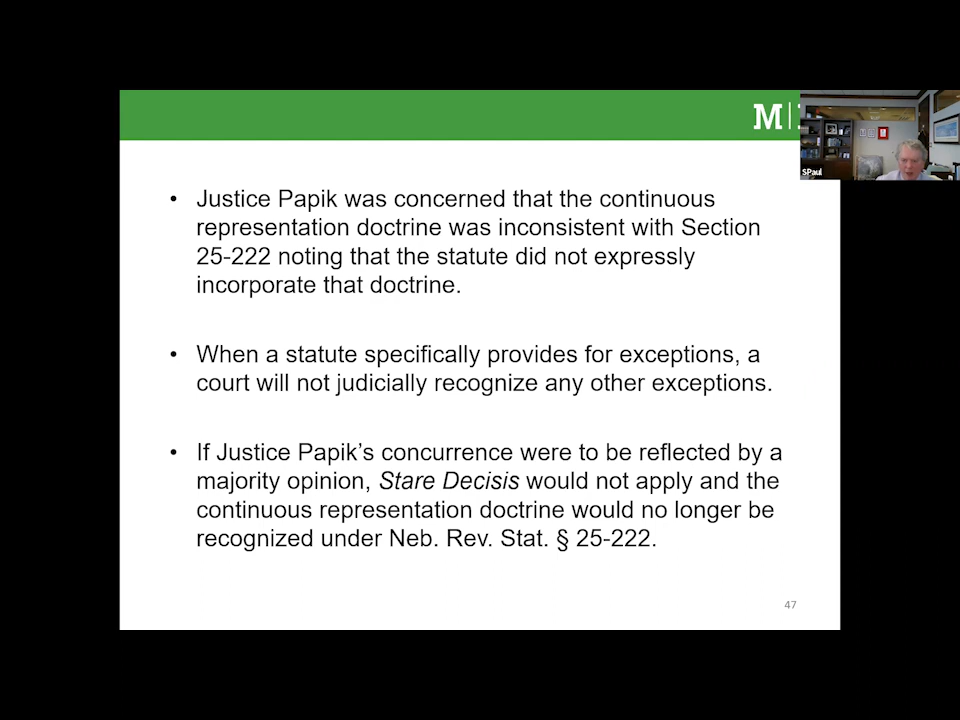 M|
SPaul
• Justice Papik was concerned that the continuous
representation doctrine was inconsistent with Section
25-222 noting that the statute did not expressly
incorporate that doctrine.
• When a statute specifically provides for exceptions, a
court will not judicially recognize any other exceptions.
• If Justice Papik’s concurrence were to be reflected by a
majority opinion, Stare Decisis would not apply and the
continuous representation doctrine would no longer be
recognized under Neb. Rev. Stat. § 25-222.
47